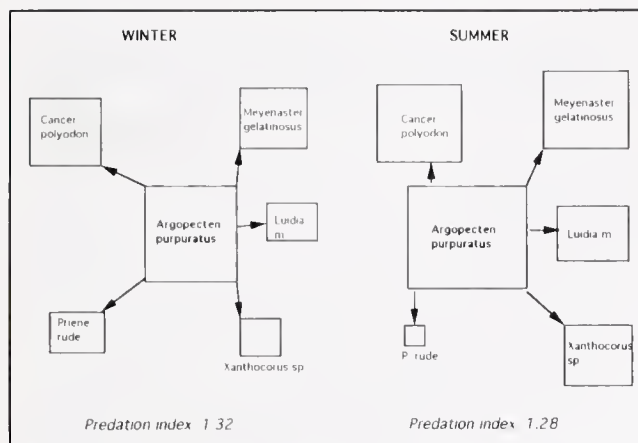 WINTER
Cancer
polyodon
Meyenaster
gelatinosus
Argopecten
purpuratus
Luidia
m
Priene
rude
Xanthocorus sp
Predation index 1 32
SUMMER
Cancer
polyodon
Meyenaster
gelatinosus
Argopecten
purpuratus
Luidia m
P rude
Xanthocorus
sp
Predation index 1.28